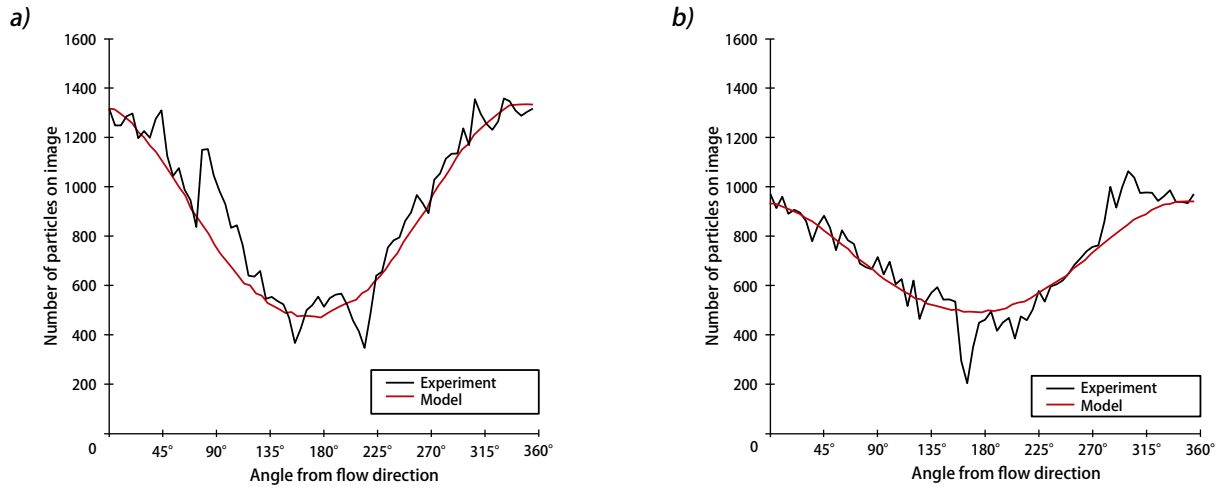 a)
Number of particles on image
1600
1400
1200
1000
800
600
400
200
0
45° 90° 135° 180° 225° 270° 315° 360°
Angle from flow direction
Experiment
Model
b)
Number of particles on image
1600
1400
1200
1000
800
600
400
200
0
45° 90° 135° 180° 225° 270° 315° 360°
Angle from flow direction
Experiment
Model